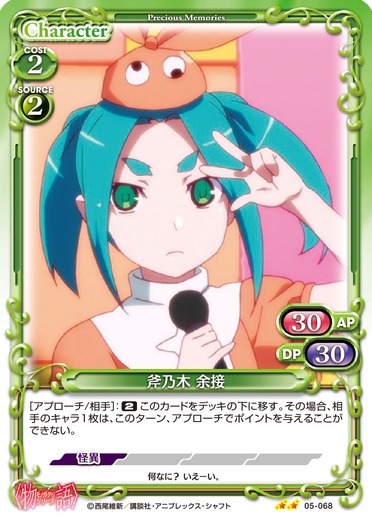 Precious Memories
Character
COST
2
SOURCE
2
30 AP
DP 30
斧乃木 余接
[アプローチ/相手]:2このカードをデッキの下に移す。その場合、相
手のキャラ1枚は、このターン、アプローチでポイントを与えることが
できない。
怪異
何なに? いえーい。
物語
©西尾維新/講談社・アニプレックス・シャフト
05-068